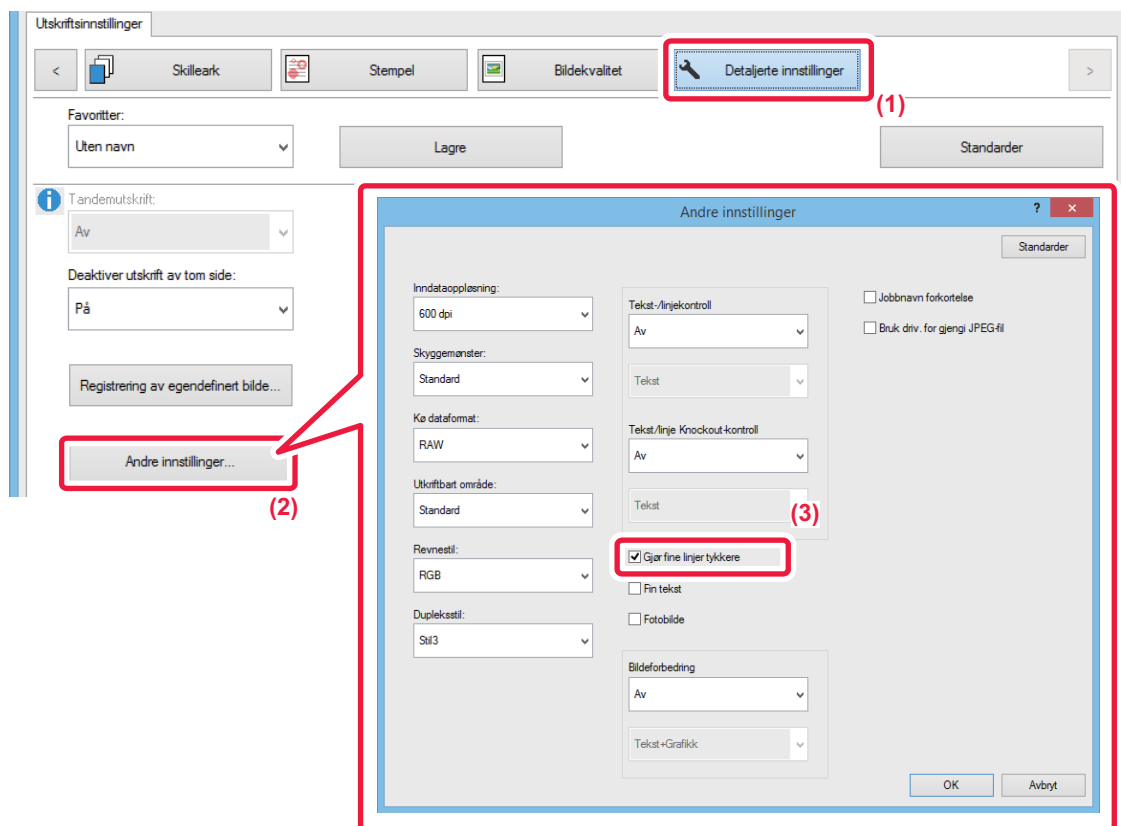 Utskriftsinnstillinger
< Skilleark Stempel Bildekvalitet Detaljerte innstillinger >
(1)
Favoritter:
Uten navn Lagre Standarder
Tandemutskrift:
Av
Deaktiver utskrift av tom side:
På
Registrering av egendefinert bilde...
Andre innstillinger...
(2)
Andre innstillinger ? ×
Standarder
Inndataoppløsning:
600 dpi
Skyggemønster:
Standard
Kø dataformat:
RAW
Utkriftbart område:
Standard
Revnestil:
RGB
Dupleksstil:
Stil3
Tekst-/linjekontroll
Av
Tekst
Tekst/linje Knockout-kontroll
Av
Tekst
(3)
Gjør fine linjer tykkere
Fin tekst
Fotobilde
Bildeforbedring
Av
Tekst+Grafikk
Jobbnavn forkortelse
Bruk driv. for gjengi JPEG-fil
OK Avbryt